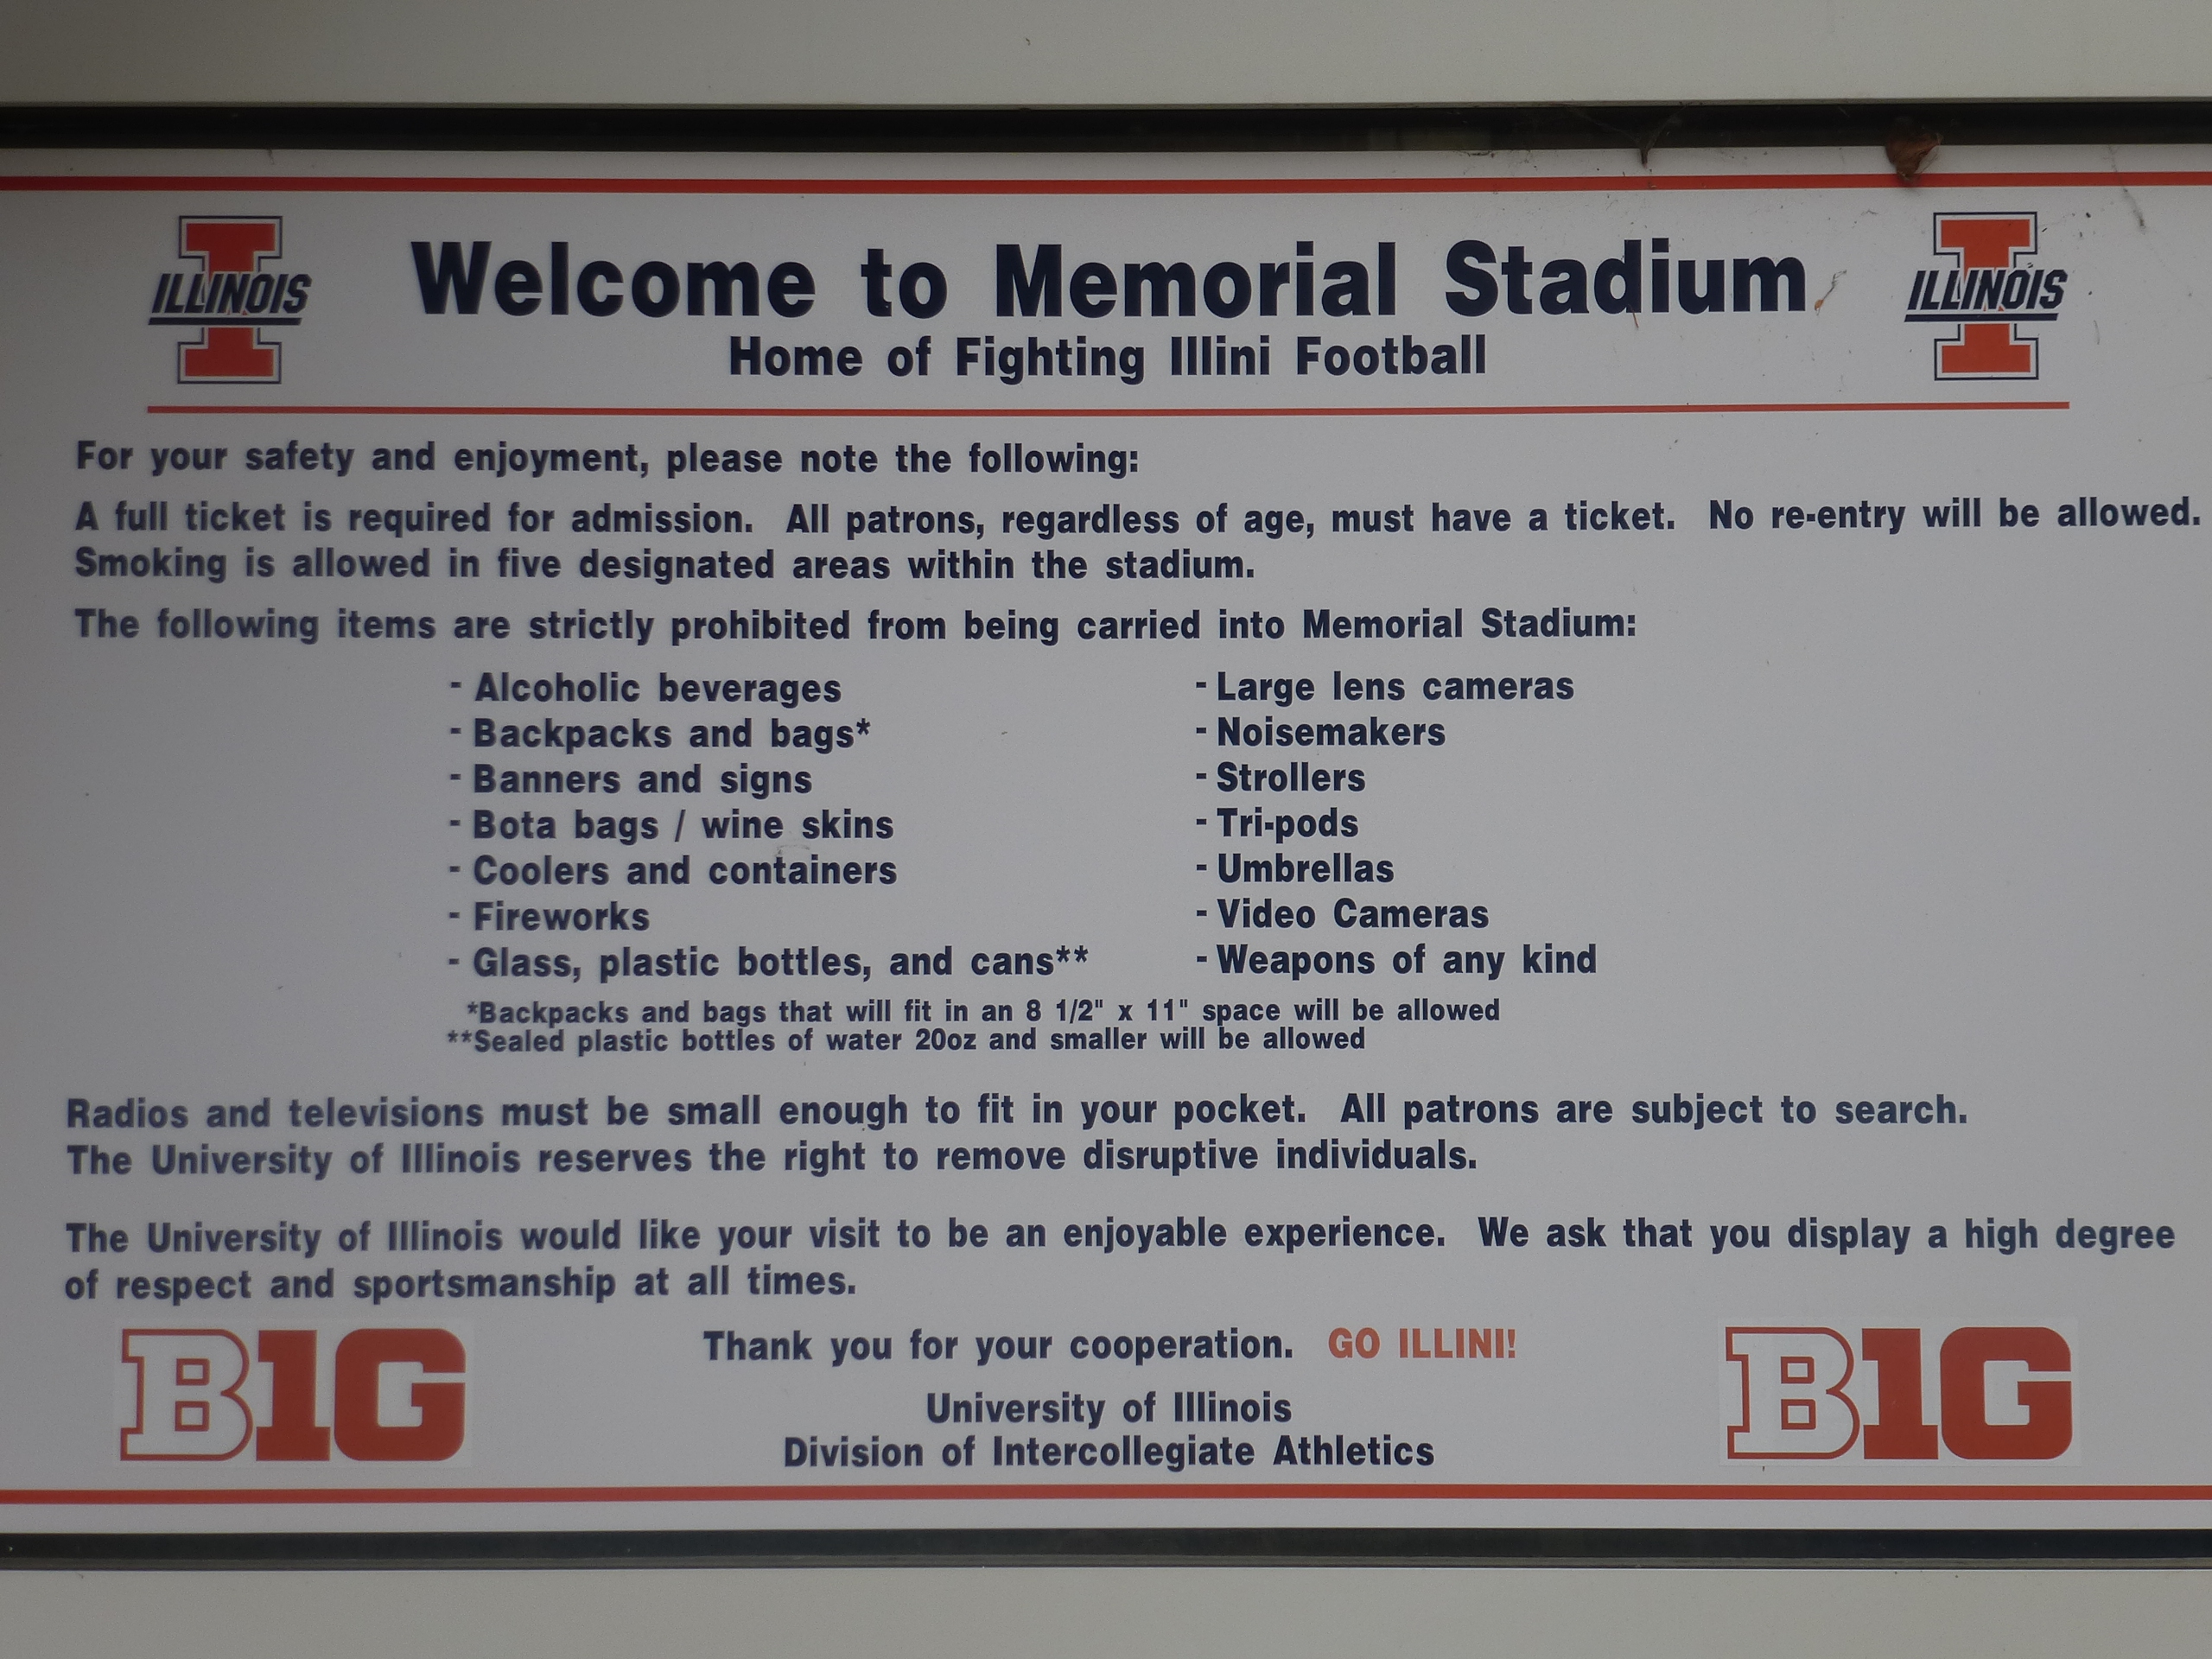 ILLINOIS
Welcome to Memorial Stadium
ILLINOIS
Home of Fighting Illini Football
For your safety and enjoyment, please note the following:
A full ticket is required for admission. All patrons, regardless of age, must have a ticket. No re-entry will be allowed.
Smoking is allowed in five designated areas within the stadium.
The following items are strictly prohibited from being carried into Memorial Stadium:
- Alcoholic beverages
- Backpacks and bags*
- Banners and signs
- Bota bags / wine skins
- Coolers and containers
- Fireworks
- Glass, plastic bottles, and cans**
- Large lens cameras
- Noisemakers
- Strollers
- Tri-pods
- Umbrellas
- Video Cameras
- Weapons of any kind
*Backpacks and bags that will fit in an 8 1/2" x 11" space will be allowed
**Sealed plastic bottles of water 20oz and smaller will be allowed
Radios and televisions must be small enough to fit in your pocket. All patrons are subject to search.
The University of Illinois reserves the right to remove disruptive individuals.
The University of Illinois would like your visit to be an enjoyable experience. We ask that you display a high degree
of respect and sportsmanship at all times.
B1G
Thank you for your cooperation. GO ILLINI!
University of Illinois
Division of Intercollegiate Athletics
B1G